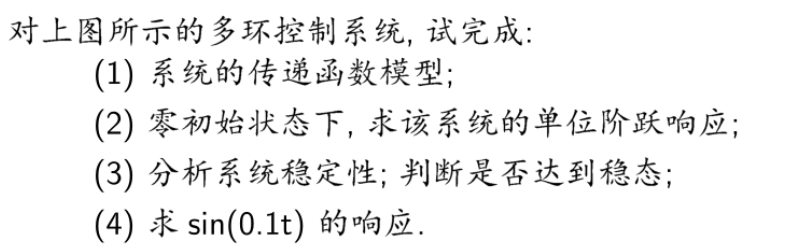 对上图所示的多环控制系统, 试完成:
(1) 系统的传递函数模型;
(2) 零初始状态下, 求该系统的单位阶跃响应;
(3) 分析系统稳定性; 判断是否达到稳态;
(4) 求 sin(0.1t) 的响应.